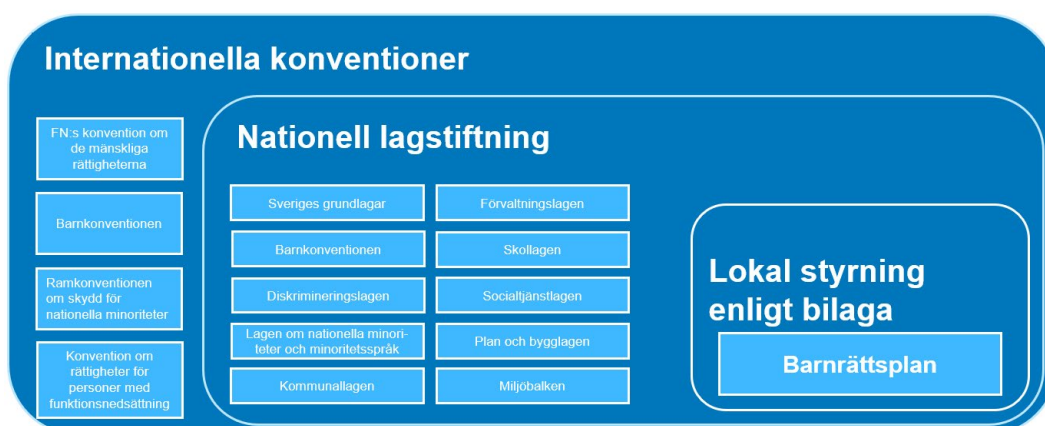 Internationella konventioner
FN:s konvention om
de mänskliga
rättigheterna
Barnkonventionen
Ramkonventionen
om skydd för
nationella minoriteter
Konvention om
rättigheter för
personer med
funktionsnedsättning
Nationell lagstiftning
Sveriges grundlagar
Förvaltningslagen
Barnkonventionen
Skollagen
Diskrimineringslagen
Socialtjänstlagen
Lagen om nationella minori-
teter och minoritetsspråk
Plan och bygglagen
Kommunallagen
Miljöbalken
Lokal styrning
enligt bilaga
Barnrättsplan